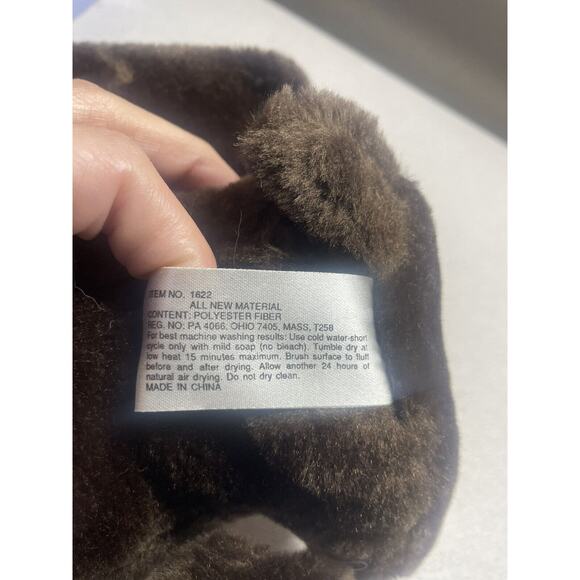 ITEM NO. 1622
ALL NEW MATERIAL
CONTENT: POLYESTER FIBER
REG. NO: PA 4066, OHIO 7405, MASS, T258
For best machine washing results: Use cold water-short
cycle only with mild soap (no bleach). Tumble dry at
low heat 15 minutes maximum. Brush surface to fluff
before and after drying. Allow another 24 hours of
natural air drying. Do not dry clean.
MADE IN CHINA